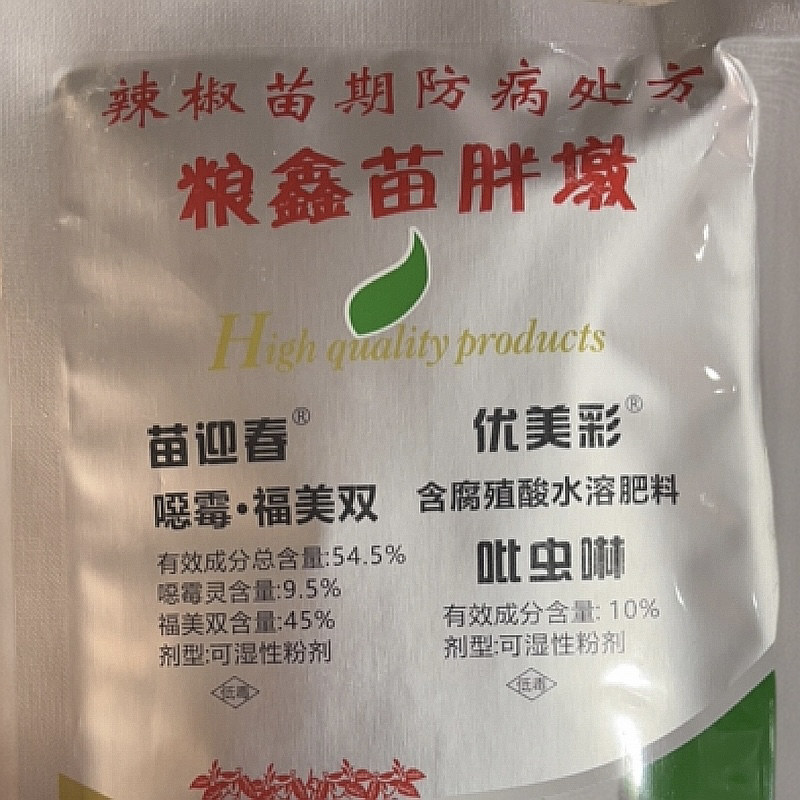 辣椒苗期防病处方
粮鑫苗胖墩
High quality products
苗迎春®
噁霉·福美双
有效成分总含量:54.5%
噁霉灵含量:9.5%
福美双含量:45%
剂型:可湿性粉剂
低毒
优美彩®
含腐殖酸水溶肥料
吡虫啉
有效成分含量: 10%
剂型:可湿性粉剂
低毒